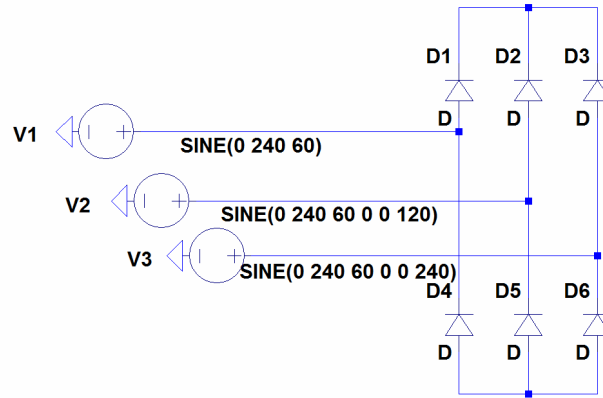 D1 D2 D3
D D D
V1 SINE(0 240 60)
V2 SINE(0 240 60 0 0 120)
V3 SINE(0 240 60 0 0 240)
D4 D5 D6
D D D